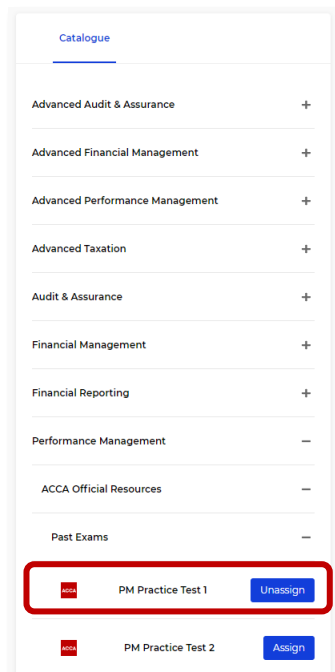 Catalogue
Advanced Audit & Assurance +
Advanced Financial Management +
Advanced Performance Management +
Advanced Taxation +
Audit & Assurance +
Financial Management +
Financial Reporting +
Performance Management −
ACCA Official Resources −
Past Exams −
ACCA PM Practice Test 1 Unassign
ACCA PM Practice Test 2 Assign